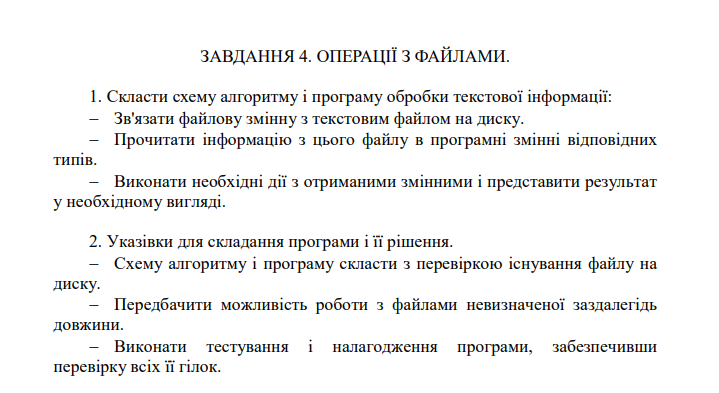 ЗАВДАННЯ 4. ОПЕРАЦІЇ З ФАЙЛАМИ.
1. Скласти схему алгоритму і програму обробки текстової інформації:
– Зв'язати файлову змінну з текстовим файлом на диску.
– Прочитати інформацію з цього файлу в програмні змінні відповідних
типів.
– Виконати необхідні дії з отриманими змінними і представити результат
у необхідному вигляді.
2. Указівки для складання програми і її рішення.
– Схему алгоритму і програму скласти з перевіркою існування файлу на
диску.
– Передбачити можливість роботи з файлами невизначеної заздалегідь
довжини.
– Виконати тестування і налагодження програми, забезпечивши
перевірку всіх її гілок.